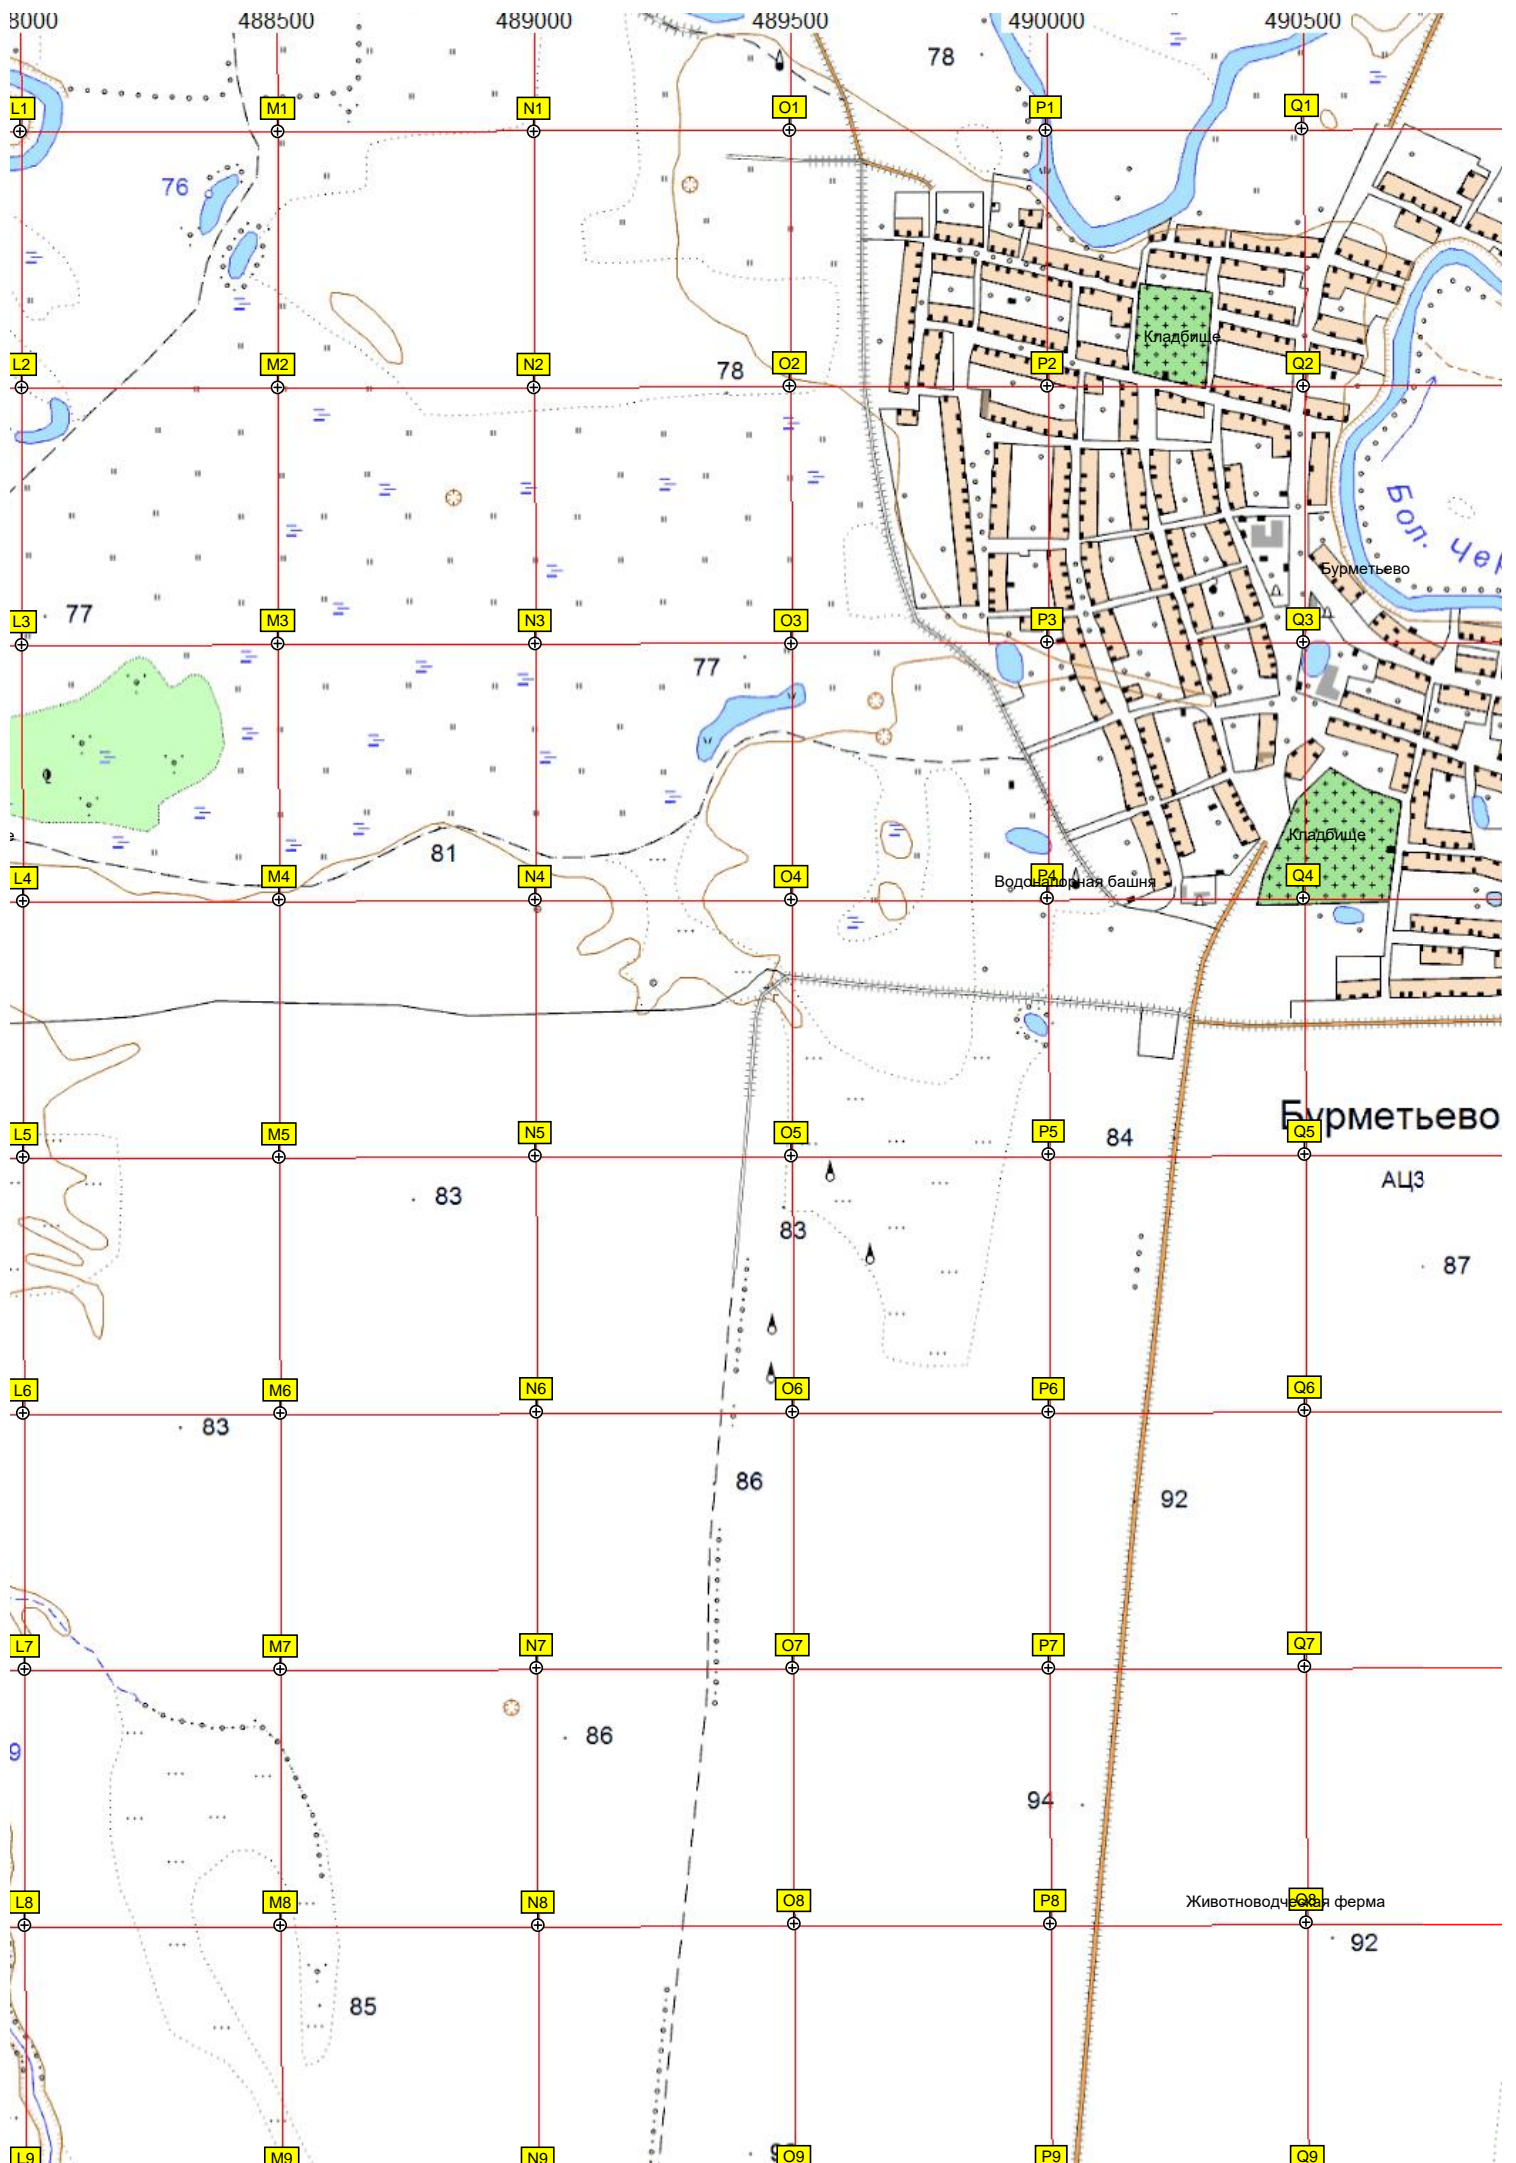 8000 488500 489000 489500 490000 490500
78
L1 M1 N1 O1 P1 Q1
76
Кладбище
L2 M2 N2 78 O2 P2 Q2
Бол. Чер
Бурметьево
77
L3 M3 N3 O3 P3 Q3
77
Кладбище
е
81
L4 M4 N4 O4 P4 Q4
Водонапорная башня
Бурметьево
L5 M5 N5 O5 P5 84 Q5
АЦЗ
83
83
87
L6 M6 N6 O6 P6 Q6
83
86
92
L7 M7 N7 O7 P7 Q7
86
9
94
L8 M8 N8 O8 P8 Q8
Животноводческая ферма
92
85
L9 M9 N9 O9 P9 Q9